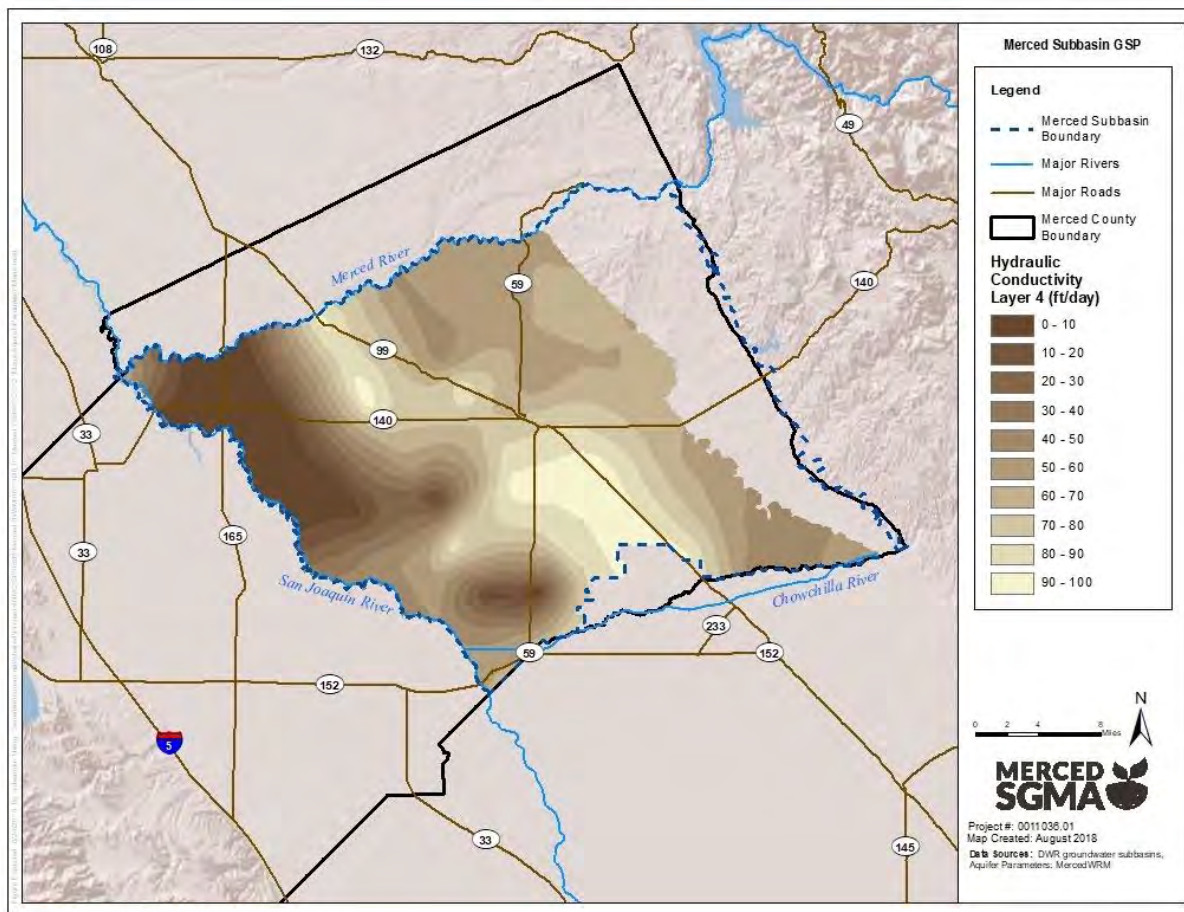 Merced Subbasin GSP
Legend
Merced Subbasin
Boundary
Major Rivers
Major Roads
Merced County
Boundary
Hydraulic
Conductivity
Layer 4 (ft/day)
0 - 10
10 - 20
20 - 30
30 - 40
40 - 50
50 - 60
60 - 70
70 - 80
80 - 90
90 - 100
108
132
49
Merced River
59
140
99
140
33
165
33
San Joaquin River
Chowchilla River
233
59
152
152
5
33
145
N
0 2 4 8
Miles
MERCED
SGMA
Project #: 0011036.01
Map Created: August 2018
Data Sources: DWR groundwater subbasins,
Aquifer Parameters: MercedWRM